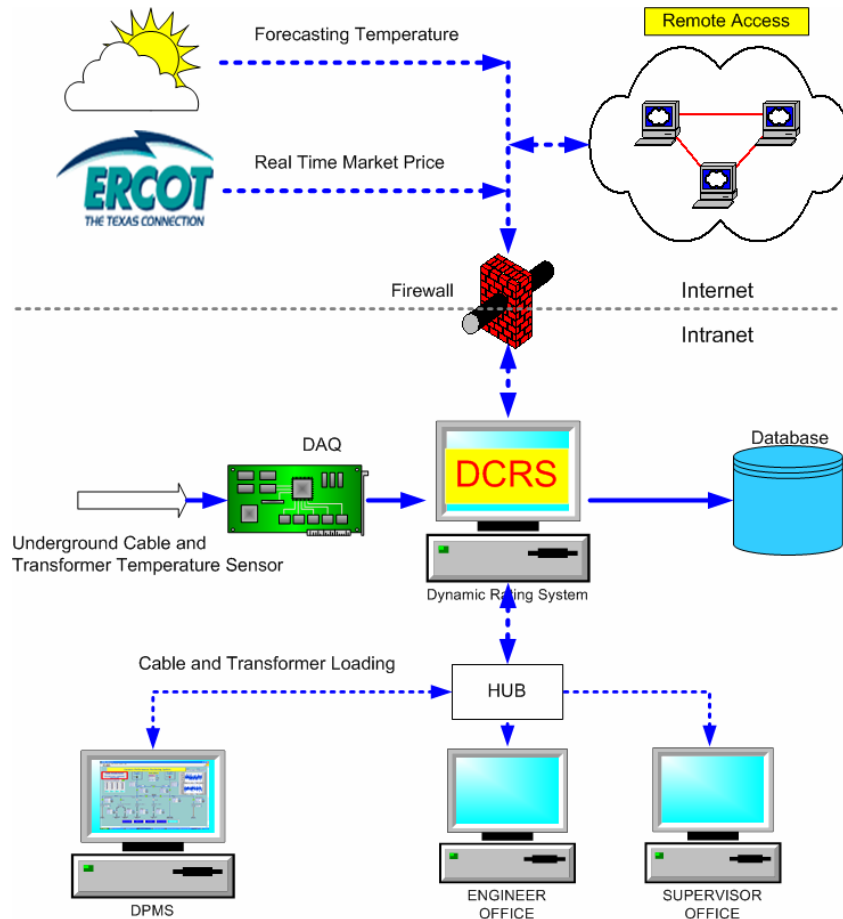 Remote Access
Forecasting Temperature
Real Time Market Price
ERCOT
THE TEXAS CONNECTION
Firewall
Internet
Intranet
DAQ
DCRS
Database
Underground Cable and
Transformer Temperature Sensor
Dynamic Rating System
Cable and Transformer Loading
HUB
DPMS
ENGINEER
OFFICE
SUPERVISOR
OFFICE